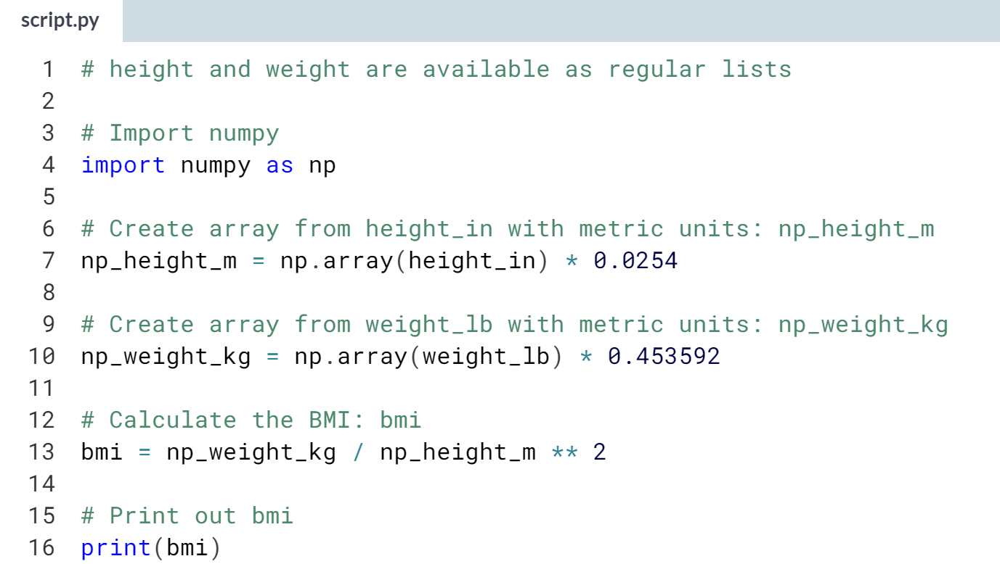 script.py
1 # height and weight are available as regular lists
2
3 # Import numpy
4 import numpy as np
5
6 # Create array from height_in with metric units: np_height_m
7 np_height_m = np.array(height_in) * 0.0254
8
9 # Create array from weight_lb with metric units: np_weight_kg
10 np_weight_kg = np.array(weight_lb) * 0.453592
11
12 # Calculate the BMI: bmi
13 bmi = np_weight_kg / np_height_m ** 2
14
15 # Print out bmi
16 print(bmi)